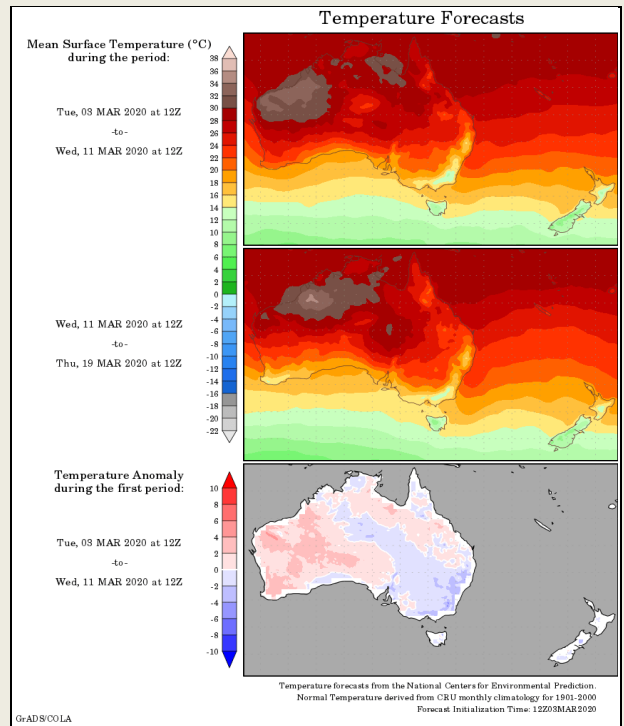 Temperature Forecasts
Mean Surface Temperature (°C)
during the period:
Tue, 03 MAR 2020 at 12Z
-to-
Wed, 11 MAR 2020 at 12Z
38
36
34
32
30
28
26
24
22
20
18
16
14
12
10
8
6
4
2
0
-2
-4
-6
-8
-10
-12
-14
-16
-18
-20
-22
Wed, 11 MAR 2020 at 12Z
-to-
Thu, 19 MAR 2020 at 12Z
Temperature Anomaly
during the first period:
Tue, 03 MAR 2020 at 12Z
-to-
Wed, 11 MAR 2020 at 12Z
10
8
6
4
2
0
-2
-4
-6
-8
-10
Temperature forecasts from the National Centers for Environmental Prediction.
Normal Temperature derived from CRU monthly climatology for 1901-2000
Forecast Initialization Time: 12Z03MAR2020
GrADS/COLA